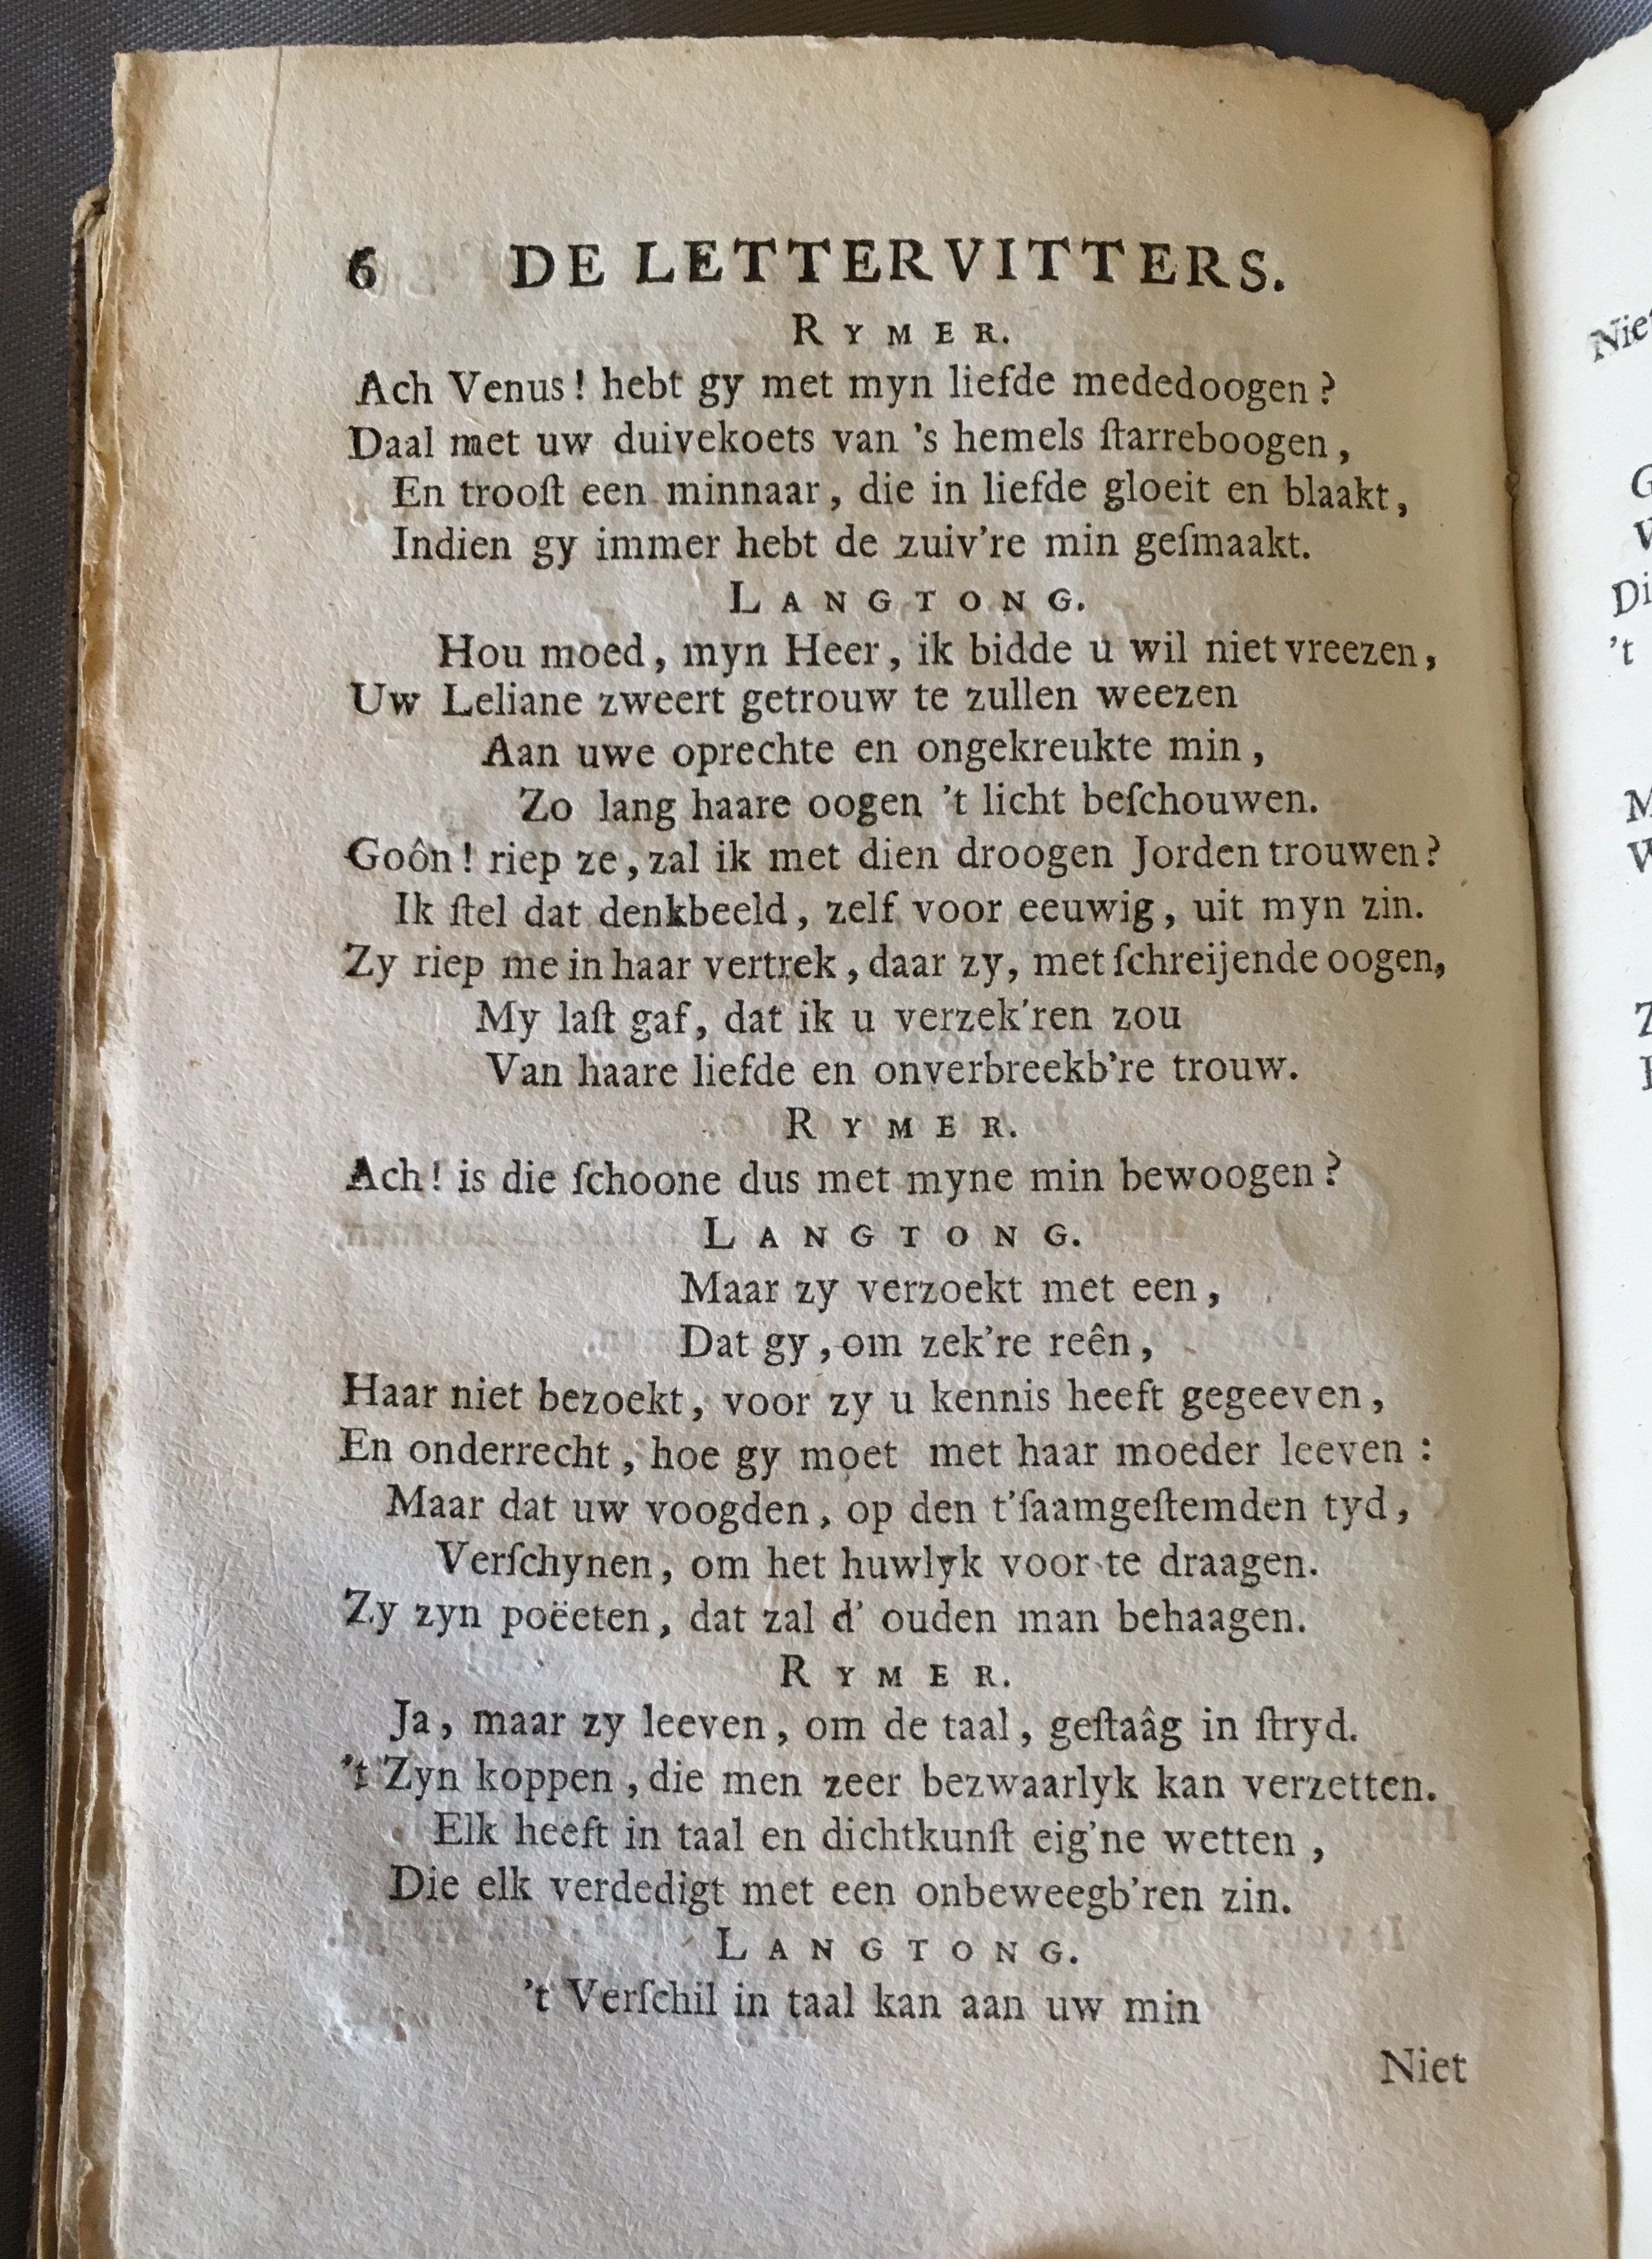 6 DE LETTERVITTERS.
RYMER.
Ach Venus! hebt gy met myn liefde mededoogen?
Daal met uw duivekoets van 's hemels ſtarreboogen,
En trooſt een minnaar, die in liefde gloeit en blaakt,
Indien gy immer hebt de zuiv're min geſmaakt.
LANGTONG.
Hou moed, myn Heer, ik bidde u wil niet vreezen,
Uw Leliane zweert getrouw te zullen weezen
Aan uwe oprechte en ongekreukte min,
Zo lang haare oogen 't licht beſchouwen.
Goôn! riep ze, zal ik met dien droogen Jorden trouwen?
Ik ſtel dat denkbeeld, zelf voor eeuwig, uit myn zin.
Zy riep me in haar vertrek, daar zy, met ſchreijende oogen,
My laſt gaf, dat ik u verzek'ren zou
Van haare liefde en onverbreekb're trouw.
RYMER.
Ach! is die ſchoone dus met myne min bewoogen?
LANGTONG.
Maar zy verzoekt met een,
Dat gy, om zek're reên,
Haar niet bezoekt, voor zy u kennis heeft gegeeven,
En onderrecht, hoe gy moet met haar moeder leeven:
Maar dat uw voogden, op den t'ſaamgeſtemden tyd,
Verſchynen, om het huwlyk voor te draagen.
Zy zyn poëeten, dat zal d' ouden man behaagen.
RYMER.
Ja, maar zy leeven, om de taal, geſtaâg in ſtryd.
't Zyn koppen, die men zeer bezwaarlyk kan verzetten.
Elk heeft in taal en dichtkunſt eig'ne wetten,
Die elk verdedigt met een onbeweegb'ren zin.
LANGTONG.
't Verſchil in taal kan aan uw min
Niet